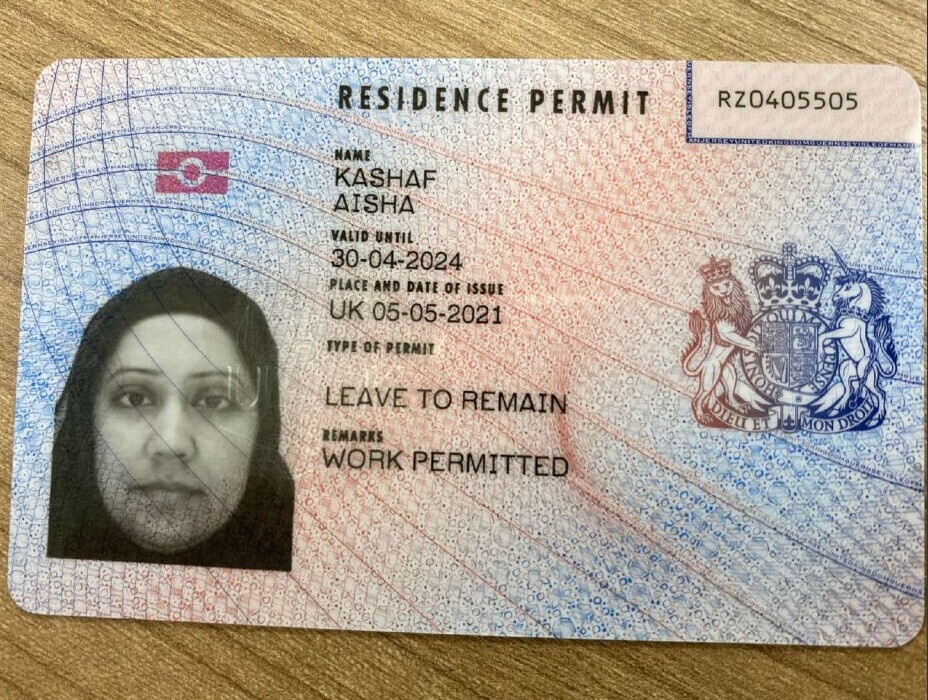 RESIDENCE PERMIT
RZ0405505
NAME
KASHAF
AISHA
VALID UNTIL
30-04-2024
PLACE AND DATE OF ISSUE
UK 05-05-2021
TYPE OF PERMIT
LEAVE TO REMAIN
REMARKS
WORK PERMITTED
DIEU ET MON DROIT